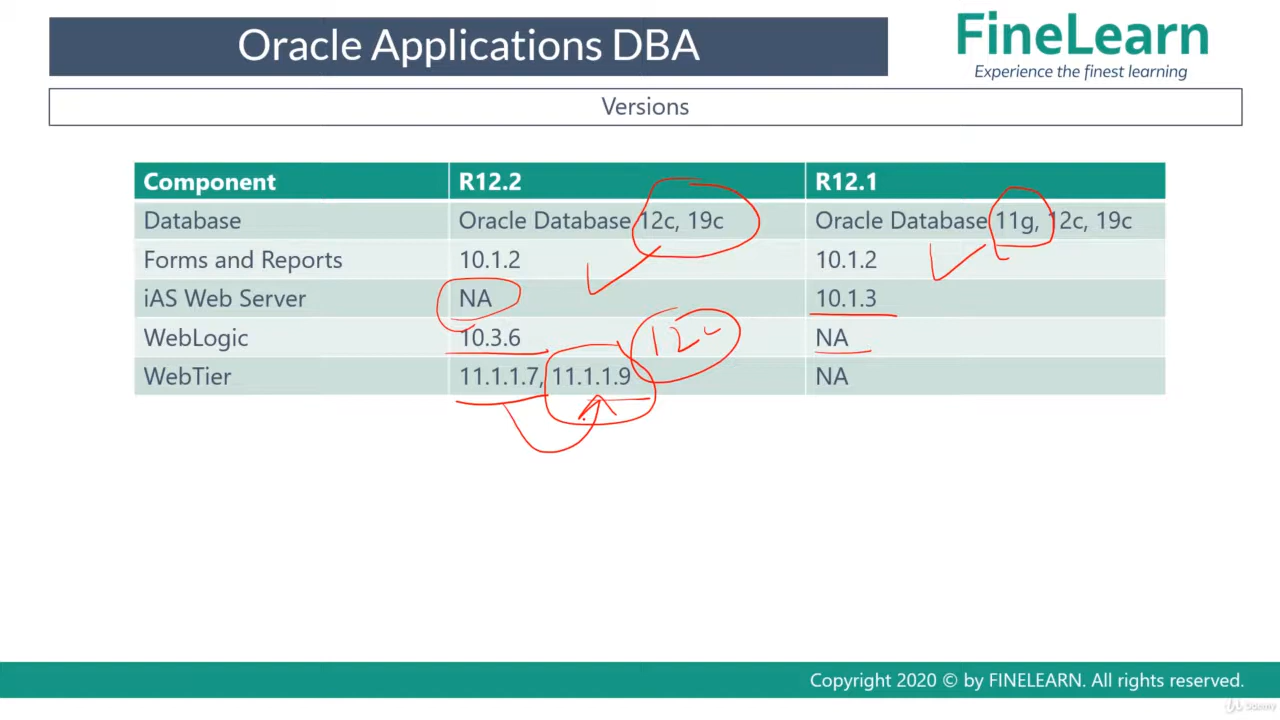 Oracle Applications DBA
FineLearn
Experience the finest learning
Versions
Component R12.2 R12.1
Database Oracle Database 12c, 19c Oracle Database 11g, 12c, 19c
Forms and Reports 10.1.2 10.1.2
iAS Web Server NA 10.1.3
WebLogic 10.3.6 12c NA
WebTier 11.1.1.7, 11.1.1.9 NA
Copyright 2020 © by FINELEARN. All rights reserved.
Udemy